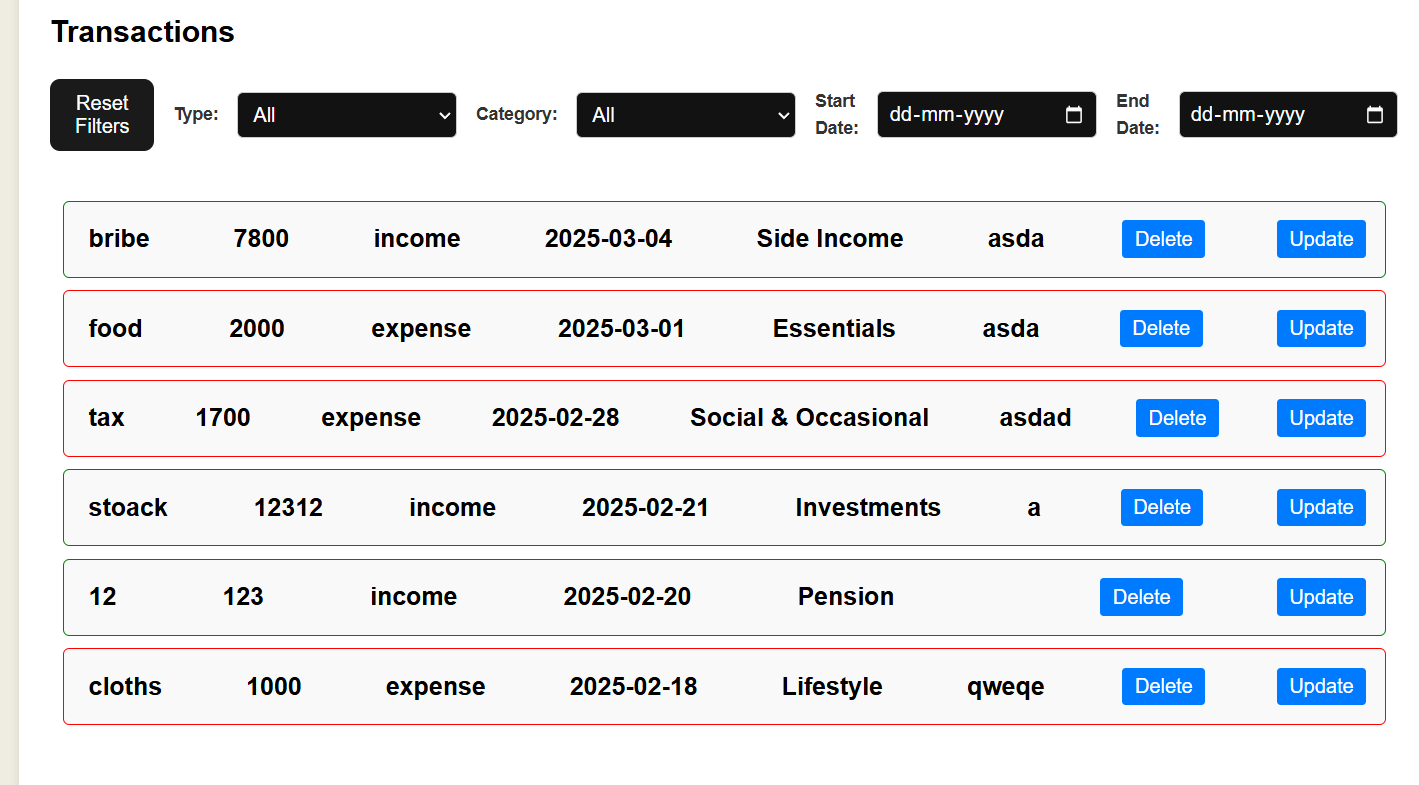 Transactions
Reset Filters Type: All Category: All Start Date: dd-mm-yyyy End Date: dd-mm-yyyy
bribe 7800 income 2025-03-04 Side Income asda Delete Update
food 2000 expense 2025-03-01 Essentials asda Delete Update
tax 1700 expense 2025-02-28 Social & Occasional asdad Delete Update
stoack 12312 income 2025-02-21 Investments a Delete Update
12 123 income 2025-02-20 Pension Delete Update
cloths 1000 expense 2025-02-18 Lifestyle qweqe Delete Update